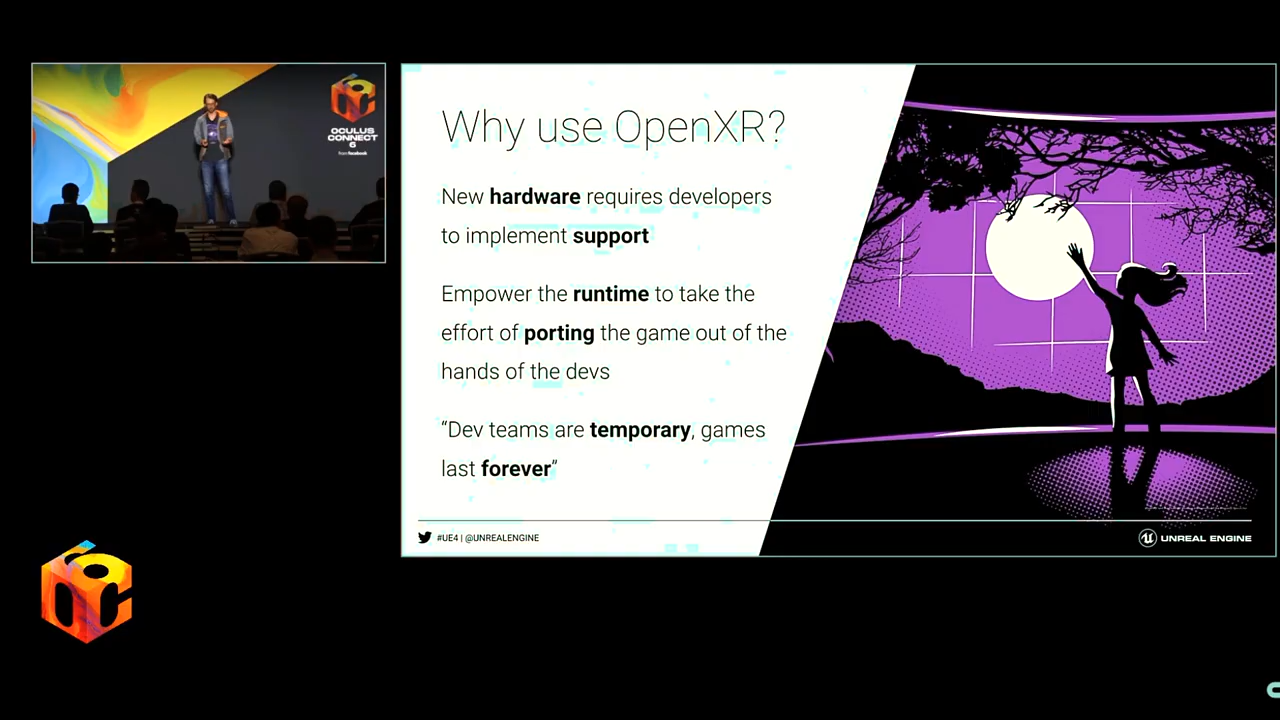 OCULUS
CONNECT
6
from facebook
Why use OpenXR?
New hardware requires developers
to implement support
Empower the runtime to take the
effort of porting the game out of the
hands of the devs
“Dev teams are temporary, games
last forever”
#UE4 | @UNREALENGINE
UNREAL ENGINE